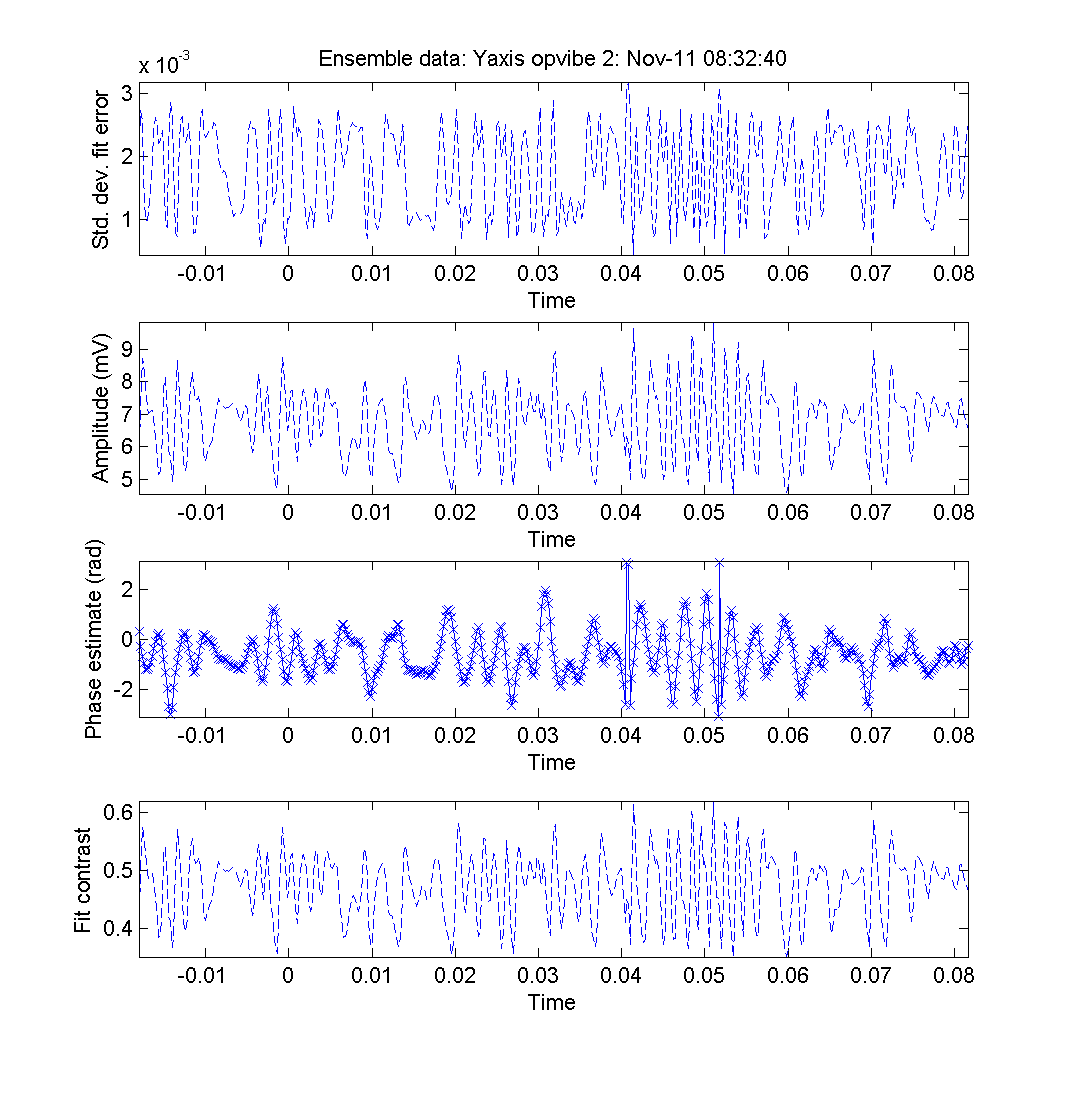 Ensemble data: Yaxis opvibe 2: Nov-11 08:32:40
x 10-3
3
2
1
Std. dev. fit error
-0.01 0 0.01 0.02 0.03 0.04 0.05 0.06 0.07 0.08
Time
9
8
7
6
5
Amplitude (mV)
-0.01 0 0.01 0.02 0.03 0.04 0.05 0.06 0.07 0.08
Time
2
0
-2
Phase estimate (rad)
-0.01 0 0.01 0.02 0.03 0.04 0.05 0.06 0.07 0.08
Time
0.6
0.5
0.4
Fit contrast
-0.01 0 0.01 0.02 0.03 0.04 0.05 0.06 0.07 0.08
Time